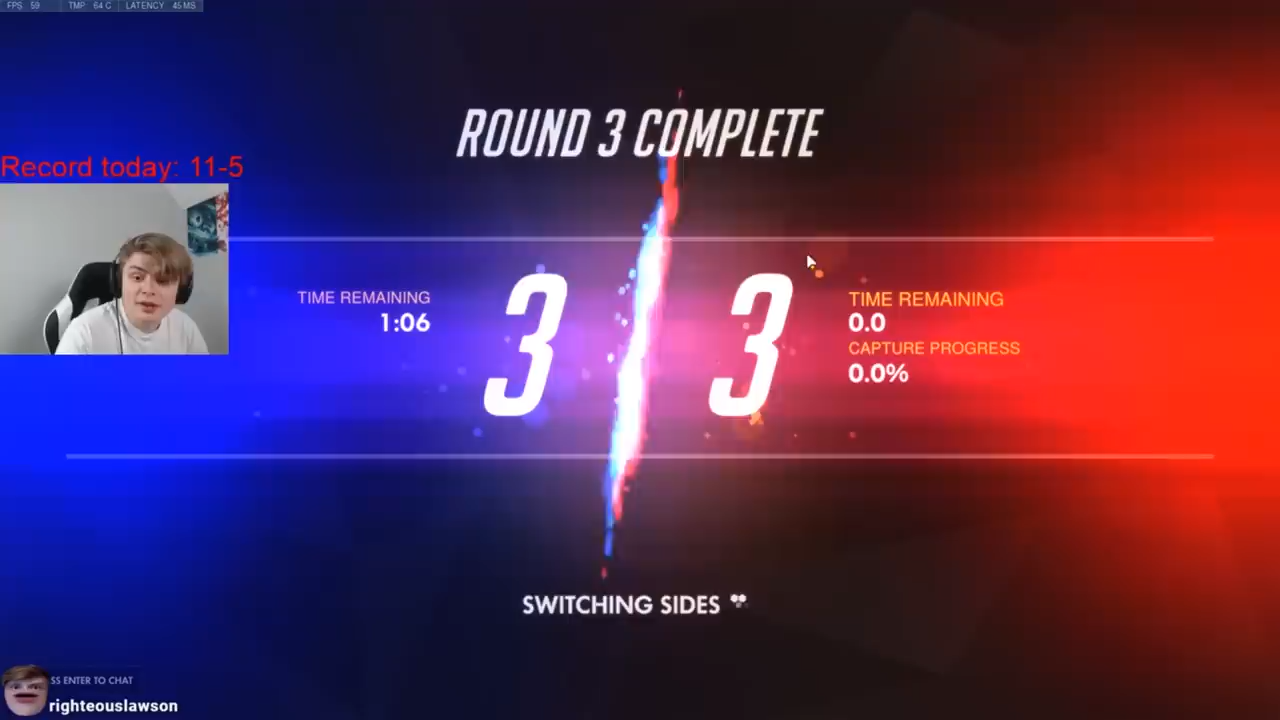 FPS 59 TMP 64 C LATENCY 45 MS
ROUND 3 COMPLETE
Record today: 11-5
TIME REMAINING
1:06
3
3
TIME REMAINING
0.0
CAPTURE PROGRESS
0.0%
SWITCHING SIDES
SS ENTER TO CHAT
righteouslawson